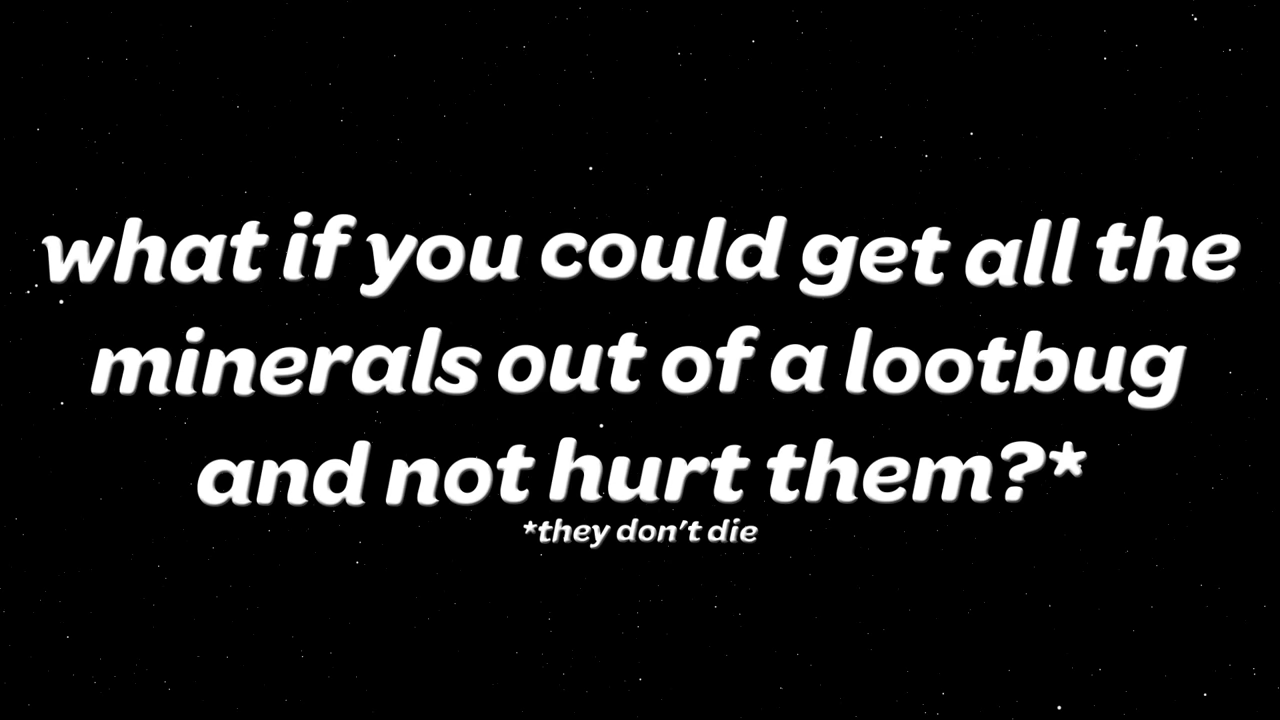 what if you could get all the
minerals out of a lootbug
and not hurt them?*
*they don't die